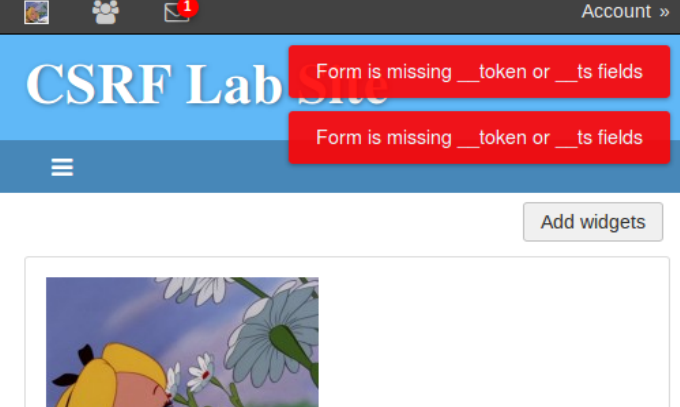 1
Account »
CSRF Lab Site
Form is missing __token or __ts fields
Form is missing __token or __ts fields
Add widgets